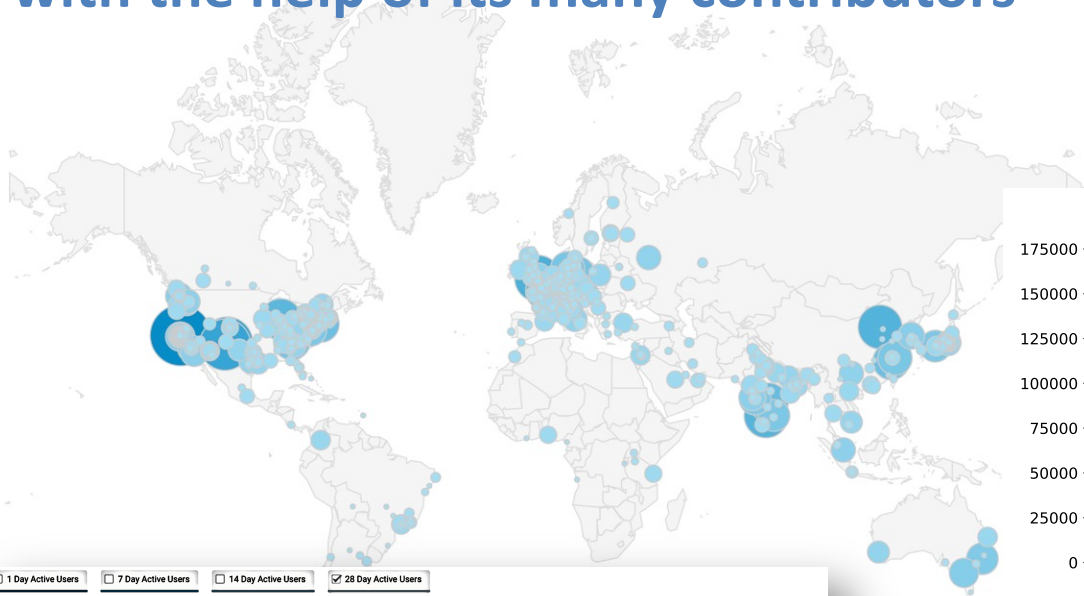 with the help of its many contributors
175000
150000
125000
100000
75000
50000
25000
0
1 Day Active Users
7 Day Active Users
14 Day Active Users
28 Day Active Users